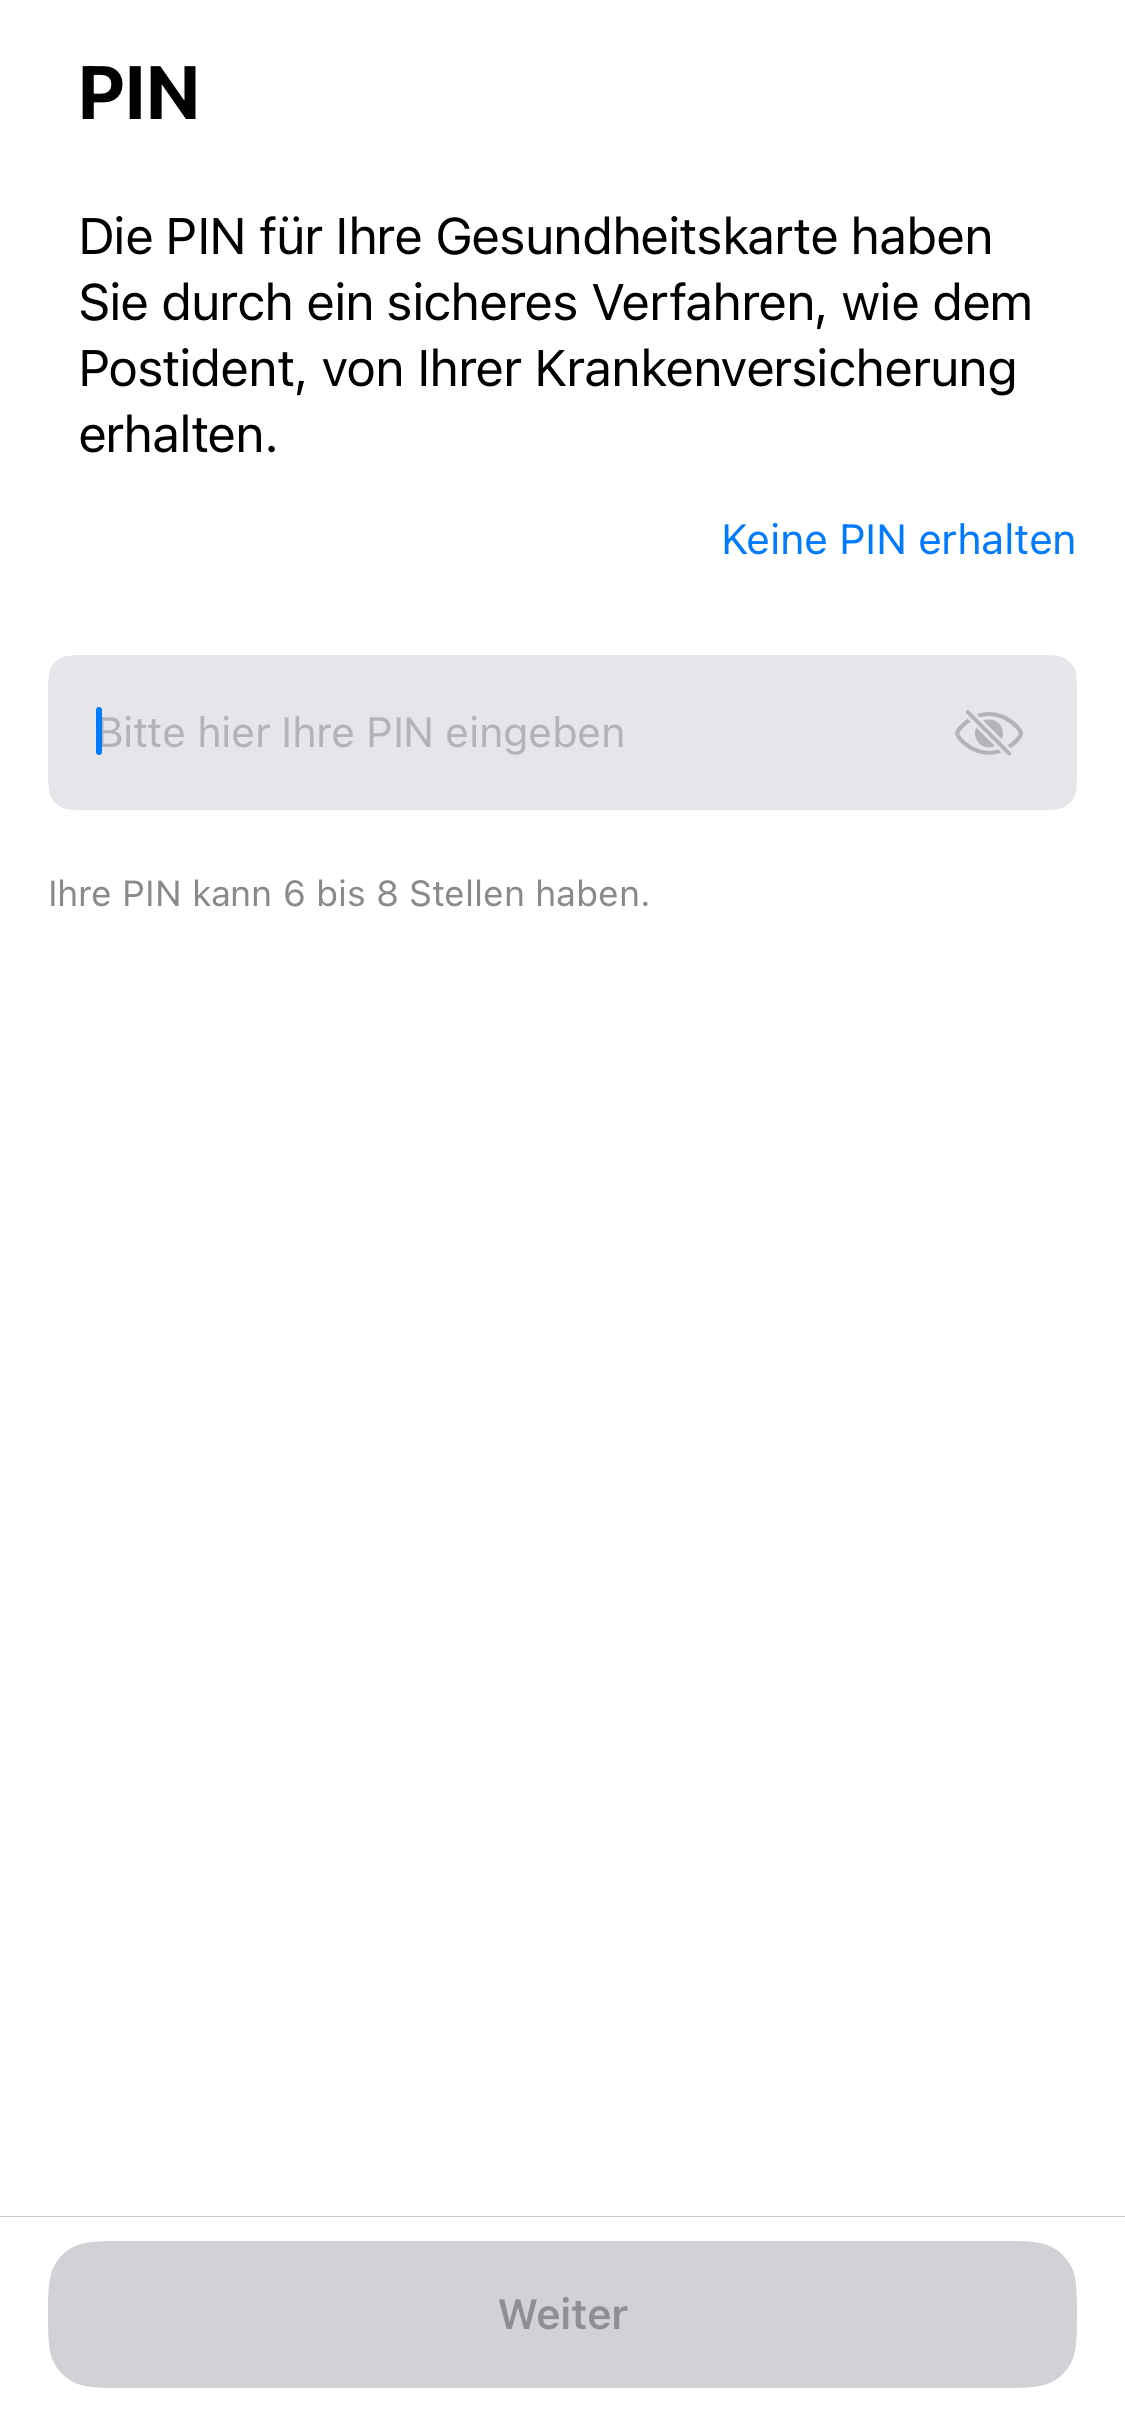 PIN
Die PIN für Ihre Gesundheitskarte haben
Sie durch ein sicheres Verfahren, wie dem
Postident, von Ihrer Krankenversicherung
erhalten.
Keine PIN erhalten
Bitte hier Ihre PIN eingeben
Ihre PIN kann 6 bis 8 Stellen haben.
Weiter